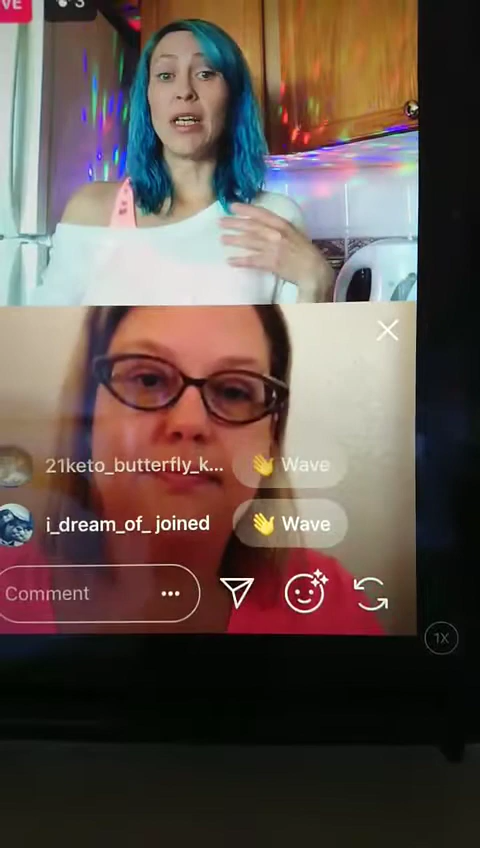 VE
3
21keto_butterfly_k... 👋 Wave
i_dream_of_ joined 👋 Wave
Comment
1X